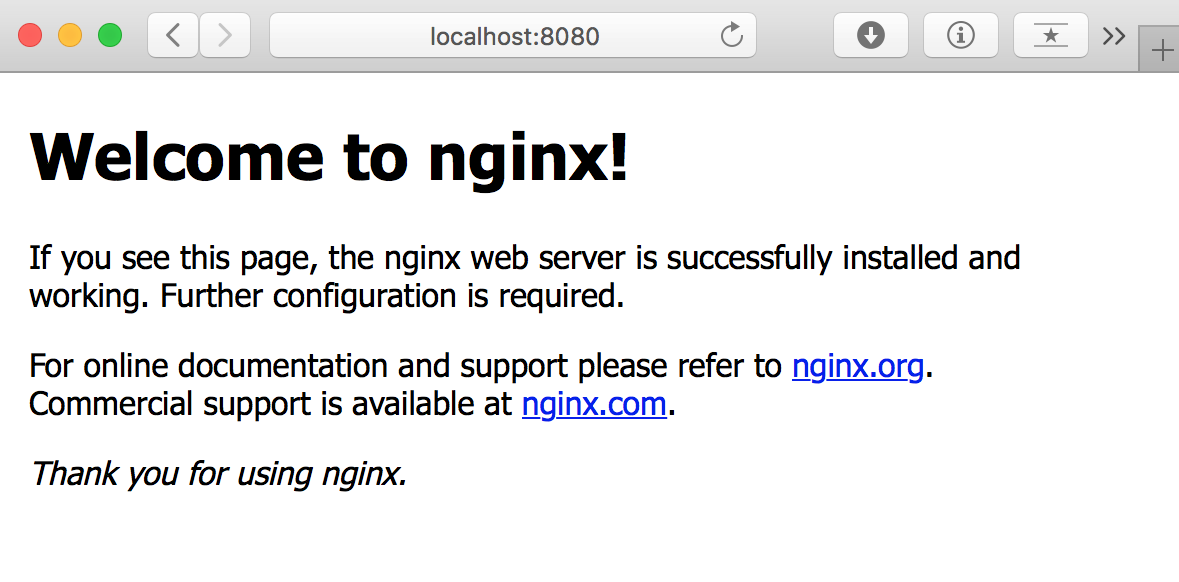 localhost:8080
Welcome to nginx!
If you see this page, the nginx web server is successfully installed and
working. Further configuration is required.
For online documentation and support please refer to nginx.org.
Commercial support is available at nginx.com.
Thank you for using nginx.